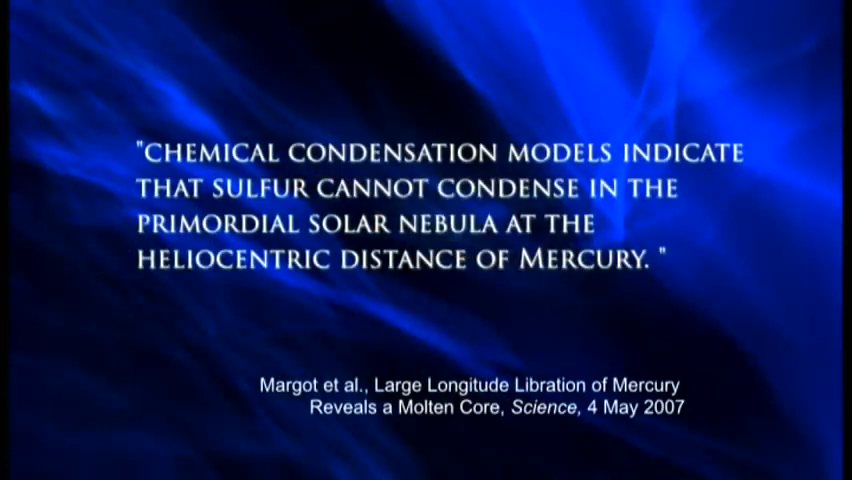 "CHEMICAL CONDENSATION MODELS INDICATE
THAT SULFUR CANNOT CONDENSE IN THE
PRIMORDIAL SOLAR NEBULA AT THE
HELIOCENTRIC DISTANCE OF MERCURY. "
Margot et al., Large Longitude Libration of Mercury
Reveals a Molten Core, Science, 4 May 2007